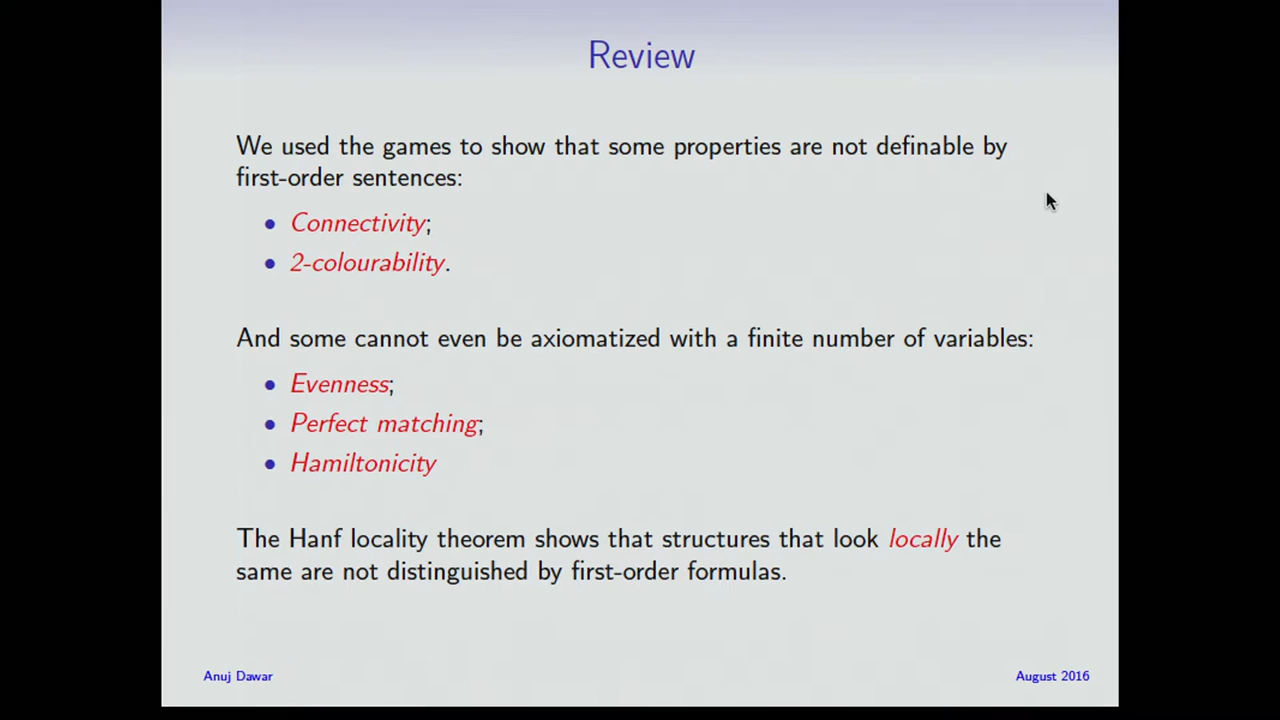 Review
We used the games to show that some properties are not definable by
first-order sentences:
• Connectivity;
• 2-colourability.
And some cannot even be axiomatized with a finite number of variables:
• Evenness;
• Perfect matching;
• Hamiltonicity
The Hanf locality theorem shows that structures that look locally the
same are not distinguished by first-order formulas.
Anuj Dawar
August 2016